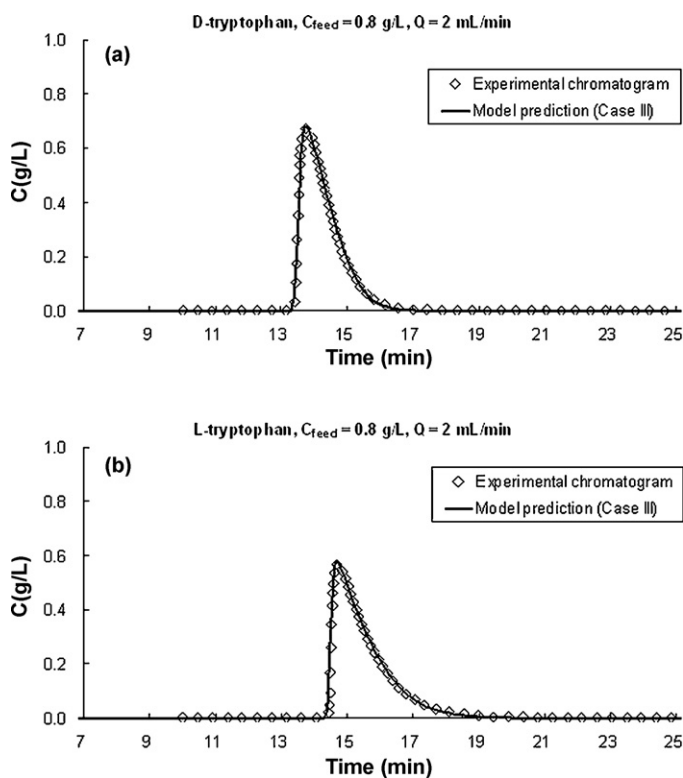 D-tryptophan, Cfeed = 0.8 g/L, Q = 2 mL/min
(a)
Experimental chromatogram
Model prediction (Case III)
C(g/L)
1.0
0.8
0.6
0.4
0.2
0.0
7 9 11 13 15 17 19 21 23 25
Time (min)
L-tryptophan, Cfeed = 0.8 g/L, Q = 2 mL/min
(b)
Experimental chromatogram
Model prediction (Case III)
C(g/L)
1.0
0.8
0.6
0.4
0.2
0.0
7 9 11 13 15 17 19 21 23 25
Time (min)